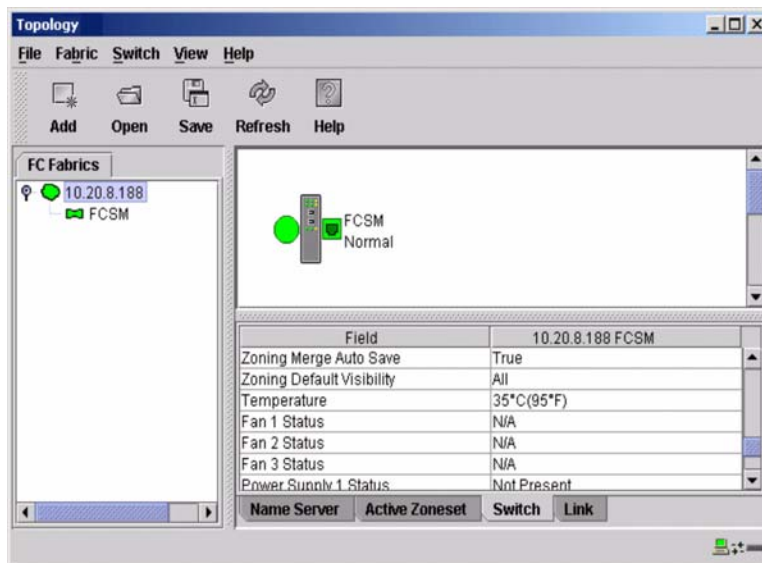 Topology
File Fabric Switch View Help
Add Open Save Refresh Help
FC Fabrics
10.20.8.188
FCSM
FCSM
Normal
Field 10.20.8.188 FCSM
Zoning Merge Auto Save True
Zoning Default Visibility All
Temperature 35°C(95°F)
Fan 1 Status N/A
Fan 2 Status N/A
Fan 3 Status N/A
Power Supply 1 Status Not Present
Name Server Active Zoneset Switch Link